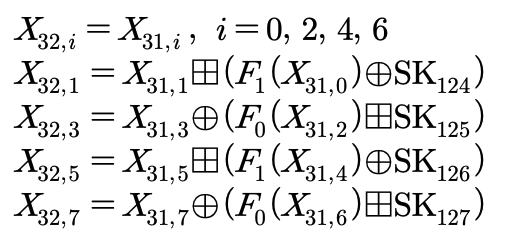 X₃₂,ᵢ = X₃₁,ᵢ , i = 0, 2, 4, 6
X₃₂,₁ = X₃₁,₁ ⊞ (F₁(X₃₁,₀) ⊕ SK₁₂₄)
X₃₂,₃ = X₃₁,₃ ⊕ (F₀(X₃₁,₂) ⊞ SK₁₂₅)
X₃₂,₅ = X₃₁,₅ ⊞ (F₁(X₃₁,₄) ⊕ SK₁₂₆)
X₃₂,₇ = X₃₁,₇ ⊕ (F₀(X₃₁,₆) ⊞ SK₁₂₇)